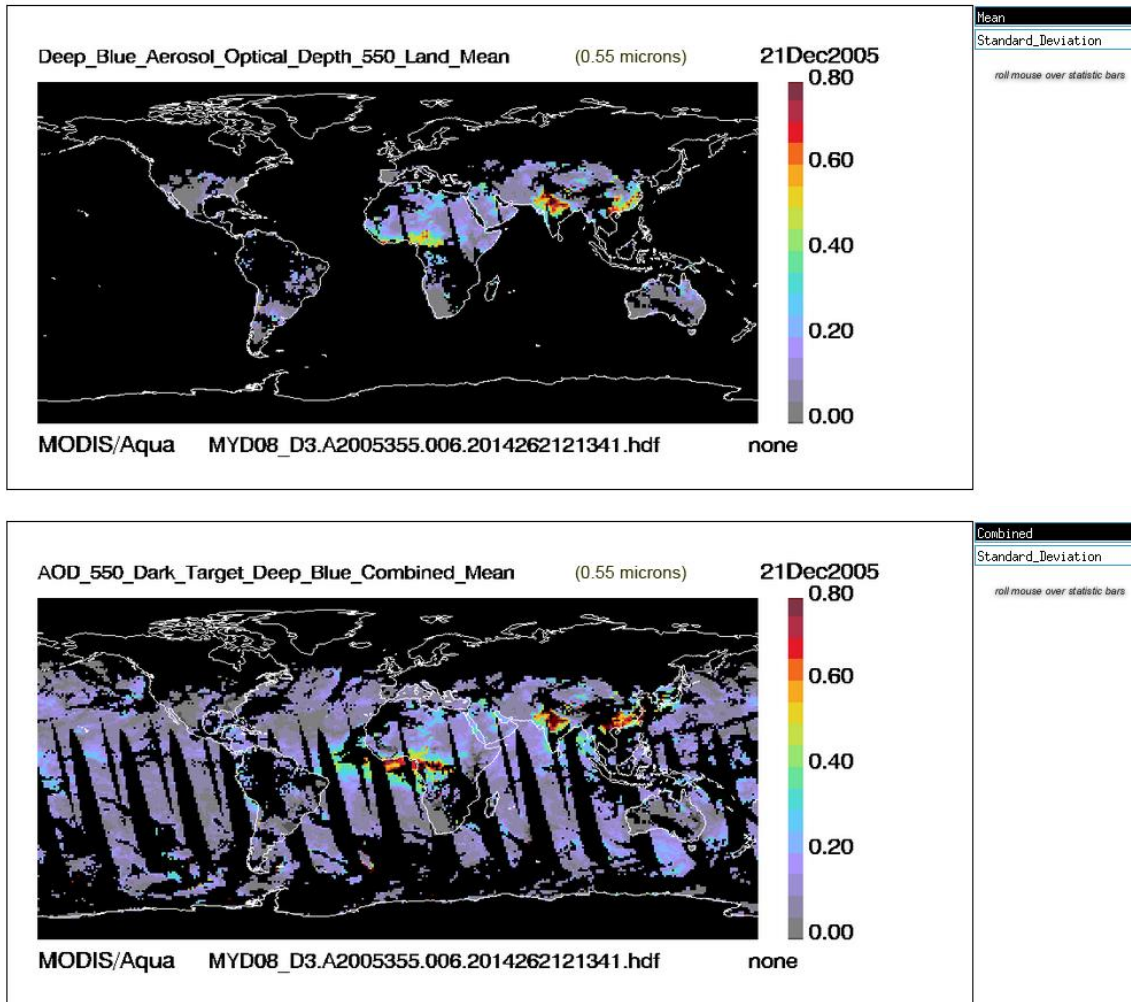 Mean
Standard_Deviation
roll mouse over statistic bars
Deep_Blue_Aerosol_Optical_Depth_550_Land_Mean (0.55 microns) 21Dec2005
0.80
0.60
0.40
0.20
0.00
MODIS/Aqua MYD08_D3.A2005355.006.2014262121341.hdf none
Combined
Standard_Deviation
roll mouse over statistic bars
AOD_550_Dark_Target_Deep_Blue_Combined_Mean (0.55 microns) 21Dec2005
0.80
0.60
0.40
0.20
0.00
MODIS/Aqua MYD08_D3.A2005355.006.2014262121341.hdf none